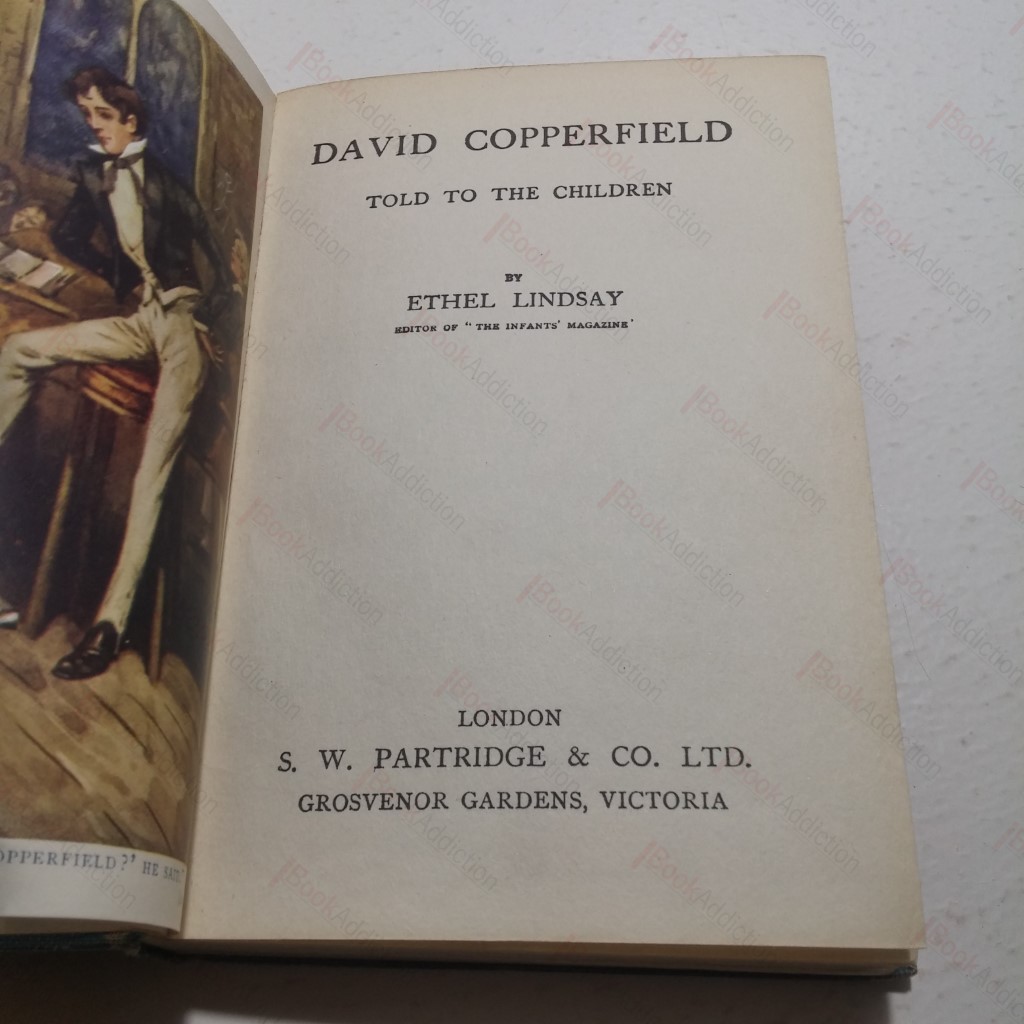 DAVID COPPERFIELD
TOLD TO THE CHILDREN
BY
ETHEL LINDSAY
EDITOR OF "THE INFANTS' MAGAZINE'
LONDON
S. W. PARTRIDGE & CO. LTD.
GROSVENOR GARDENS, VICTORIA
OPPERFIELD?' HE SAID."
BookAddiction